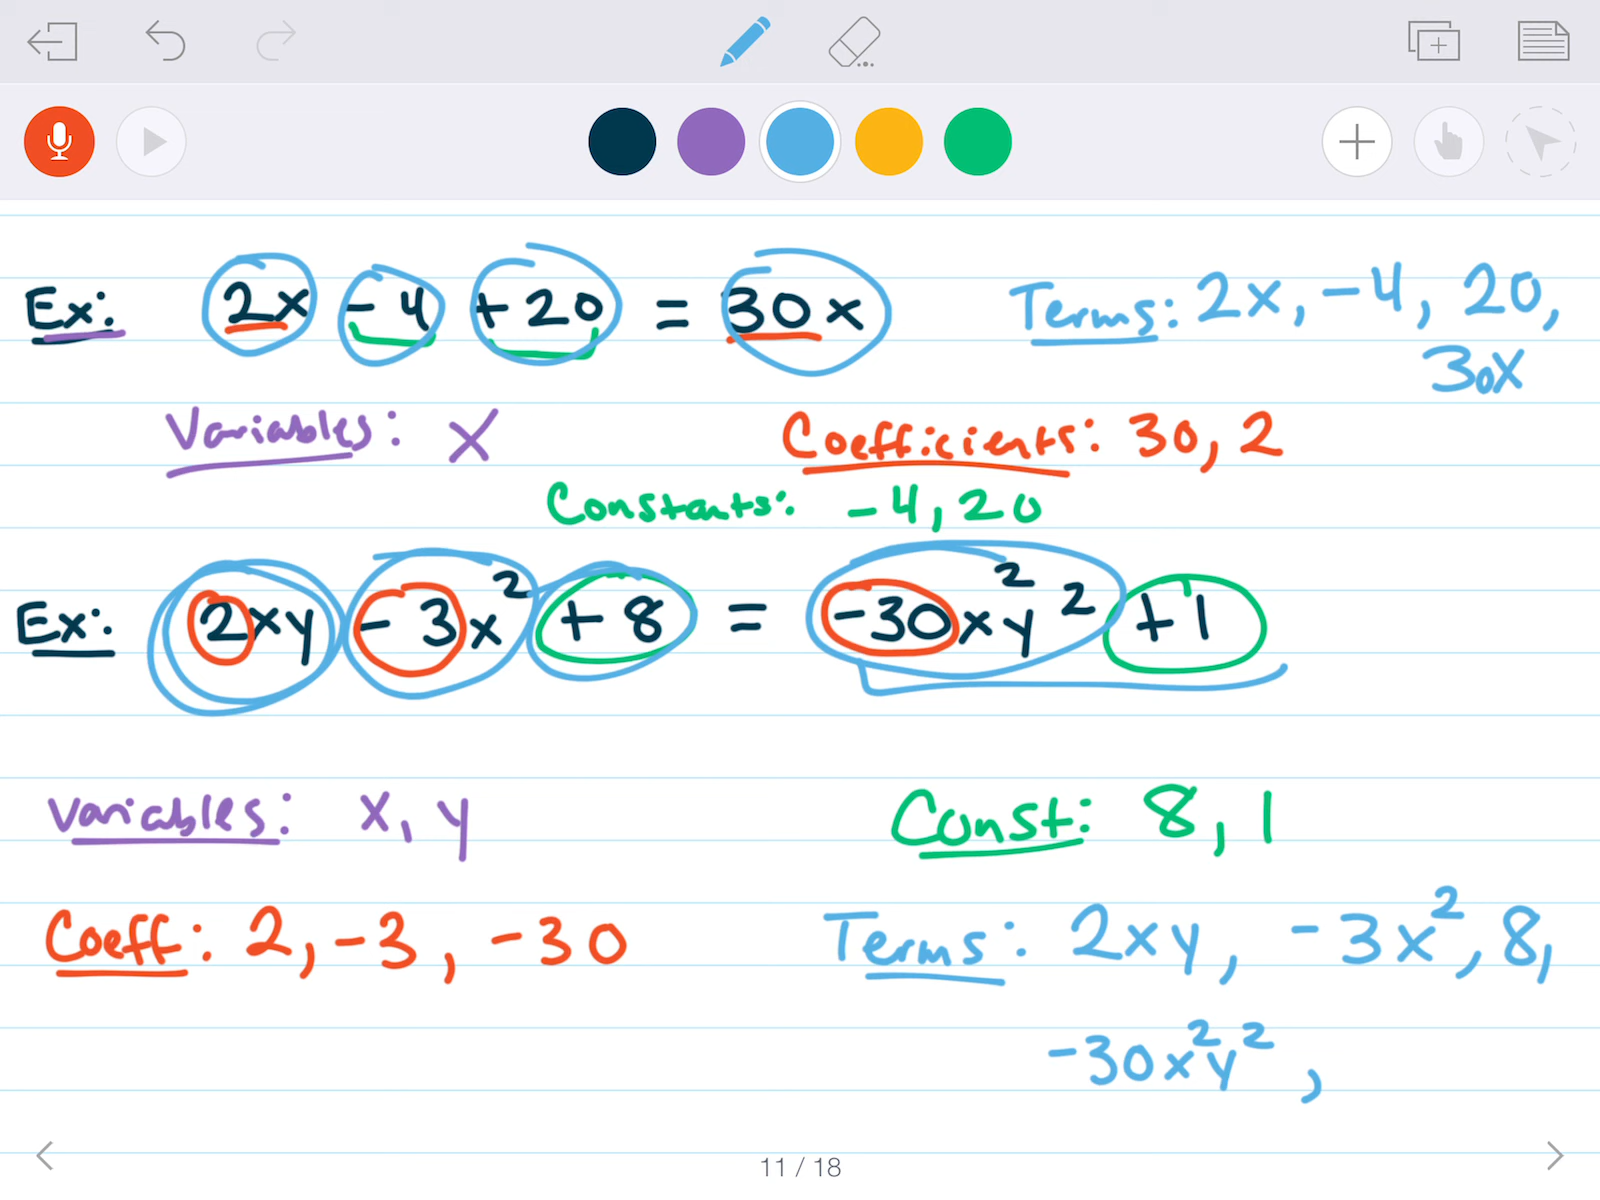 Ex: 2x - 4 + 20 = 30x Terms: 2x, -4, 20,
30x
Variables: x Coefficients: 30, 2
Constants: -4, 20
Ex: 2xy - 3x² + 8 = -30x²y² + 1
Variables: x, y Const: 8, 1
Coeff: 2, -3, -30 Terms: 2xy, -3x², 8,
-30x²y²,
11 / 18